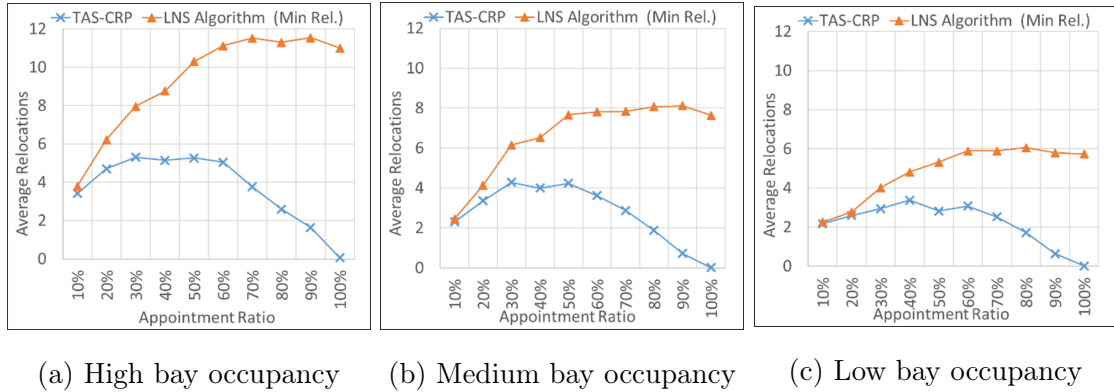 TAS-CRP LNS Algorithm (Min Rel.)
12
10
8
6
4
2
0
Average Relocations
10% 20% 30% 40% 50% 60% 70% 80% 90% 100%
Appointment Ratio
(a) High bay occupancy
TAS-CRP LNS Algorithm (Min Rel.)
12
10
8
6
4
2
0
Average Relocations
10% 20% 30% 40% 50% 60% 70% 80% 90% 100%
Appointment Ratio
(b) Medium bay occupancy
TAS-CRP LNS Algorithm (Min Rel.)
12
10
8
6
4
2
0
Average Relocations
10% 20% 30% 40% 50% 60% 70% 80% 90% 100%
Appointment Ratio
(c) Low bay occupancy